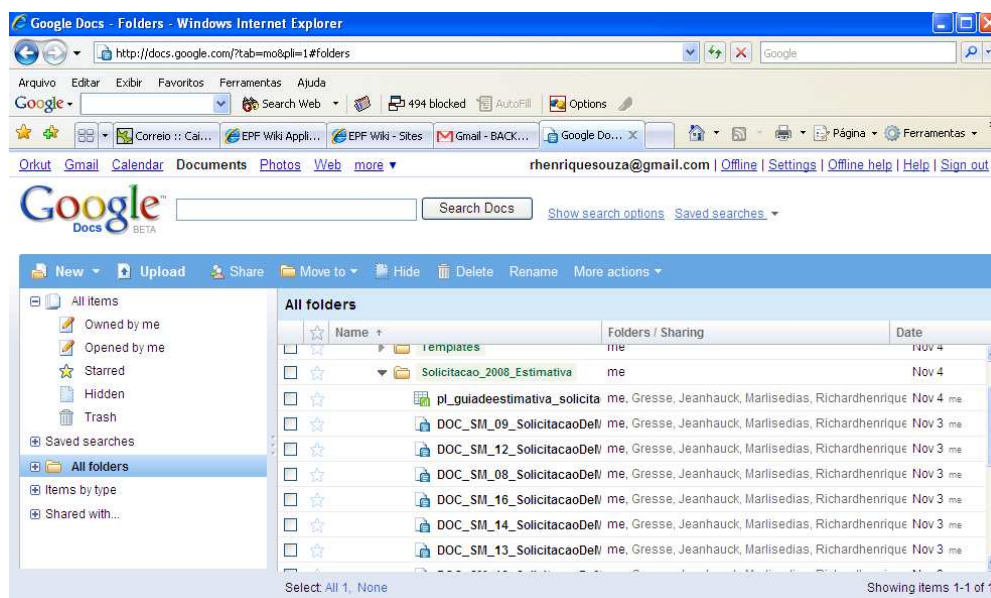 Google Docs - Folders - Windows Internet Explorer
http://docs.google.com/?tab=mo&pli=1#folders
Google
Arquivo Editar Exibir Favoritos Ferramentas Ajuda
Google Search Web 494 blocked AutoFill Options
Correio :: Cai... EPF Wiki Appli... EPF Wiki - Sites Gmail - BACK... Google Do... X Página Ferramentas
Orkut Gmail Calendar Documents Photos Web more rhenriquesouza@gmail.com | Offline | Settings | Offline help | Help | Sign out
Google Docs BETA Search Docs Show search options Saved searches
New Upload Share Move to Hide Delete Rename More actions
All items
Owned by me
Opened by me
Starred
Hidden
Trash
Saved searches
All folders
Items by type
Shared with...
All folders
Name Folders / Sharing Date
Templates me Nov 4
Solicitacao_2008_Estimativa me Nov 4
pl_guiadeestimativa_solicita me, Gresse, Jeanhauck, Marlisedias, Richardhenrique Nov 4 me
DOC_SM_09_SolicitacaoDeM me, Gresse, Jeanhauck, Marlisedias, Richardhenrique Nov 3 me
DOC_SM_12_SolicitacaoDeM me, Gresse, Jeanhauck, Marlisedias, Richardhenrique Nov 3 me
DOC_SM_08_SolicitacaoDeM me, Gresse, Jeanhauck, Marlisedias, Richardhenrique Nov 3 me
DOC_SM_16_SolicitacaoDeM me, Gresse, Jeanhauck, Marlisedias, Richardhenrique Nov 3 me
DOC_SM_14_SolicitacaoDeM me, Gresse, Jeanhauck, Marlisedias, Richardhenrique Nov 3 me
DOC_SM_13_SolicitacaoDeM me, Gresse, Jeanhauck, Marlisedias, Richardhenrique Nov 3 me
Select: All 1, None Showing items 1-1 of 1